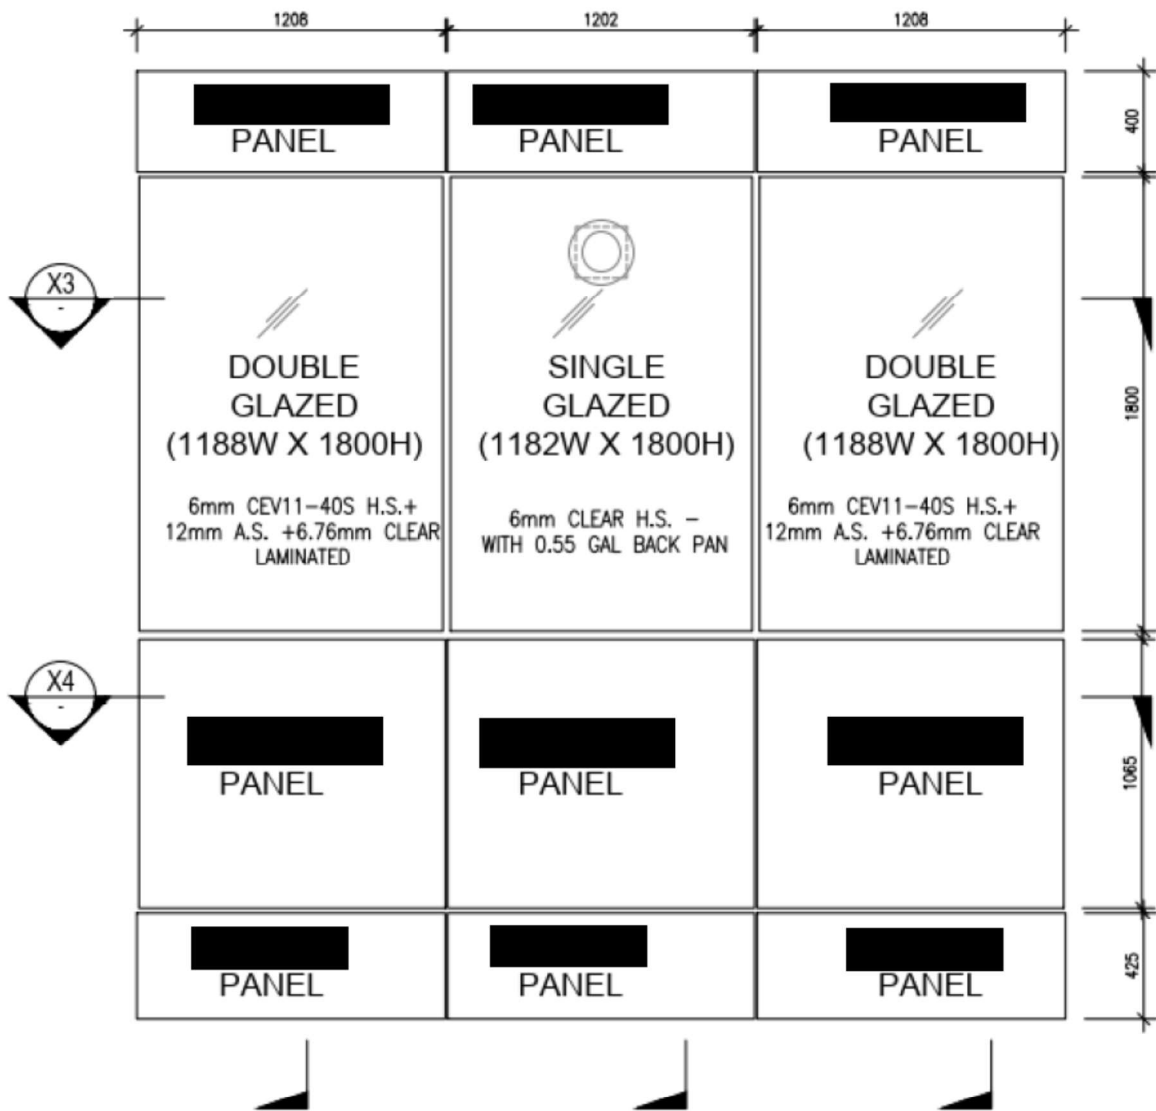 1208
1202
1208
PANEL
PANEL
PANEL
400
X3
-
DOUBLE
GLAZED
(1188W X 1800H)
6mm CEV11-40S H.S.+
12mm A.S. +6.76mm CLEAR
LAMINATED
SINGLE
GLAZED
(1182W X 1800H)
6mm CLEAR H.S. -
WITH 0.55 GAL BACK PAN
DOUBLE
GLAZED
(1188W X 1800H)
6mm CEV11-40S H.S.+
12mm A.S. +6.76mm CLEAR
LAMINATED
1800
X4
-
PANEL
PANEL
PANEL
1065
PANEL
PANEL
PANEL
425